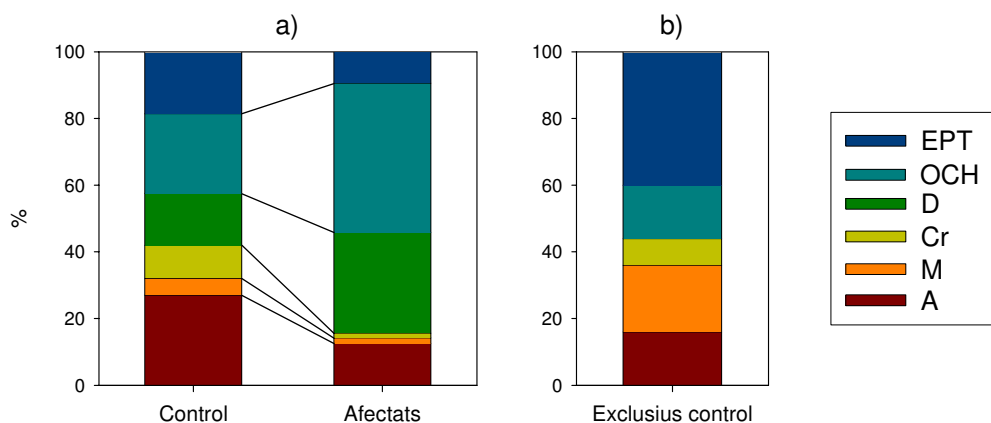 a)
b)
%
100
80
60
40
20
0
Control
Afectats
100
80
60
40
20
0
Exclusius control
EPT
OCH
D
Cr
M
A